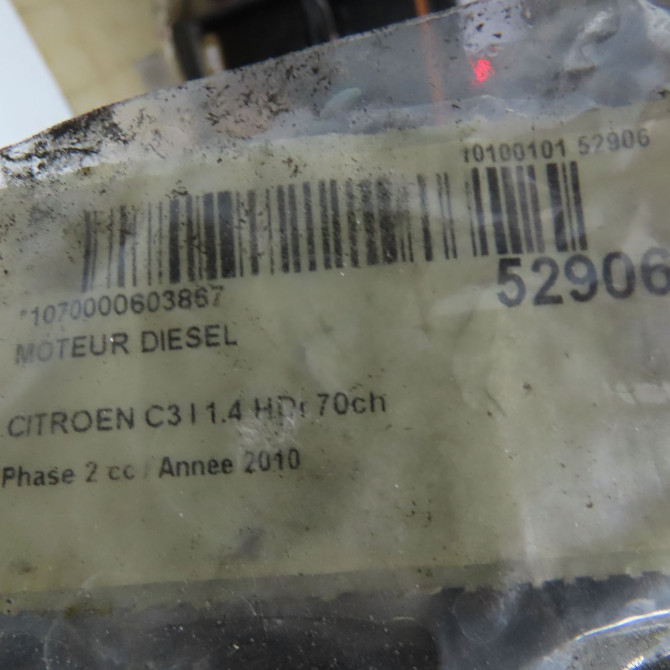 10100101 52906
52906
*1070000603867
MOTEUR DIESEL
CITROEN C3 I 1.4 HDi 70ch
Phase 2 cc / Annee 2010